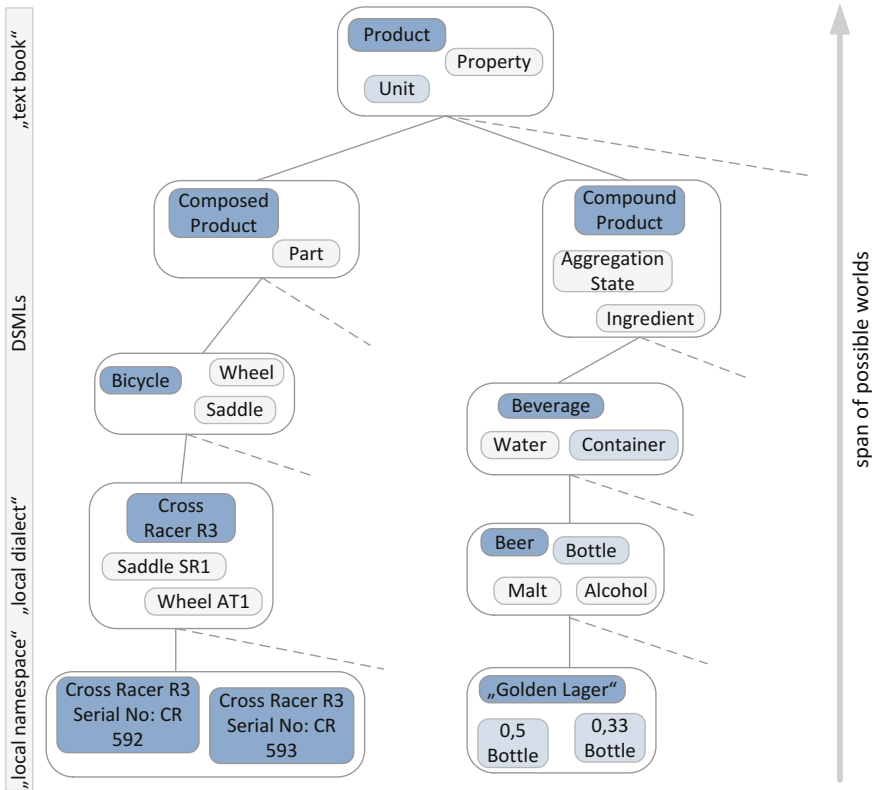 „text book“
DSMLs
„local dialect“
„local namespace“
Product
Property
Unit
Composed
Product
Part
Compound
Product
Aggregation
State
Ingredient
Bicycle
Wheel
Saddle
Beverage
Water
Container
Cross
Racer R3
Saddle SR1
Wheel AT1
Beer
Bottle
Malt
Alcohol
Cross Racer R3
Serial No: CR
592
Cross Racer R3
Serial No: CR
593
„Golden Lager“
0,5
Bottle
0,33
Bottle
span of possible worlds